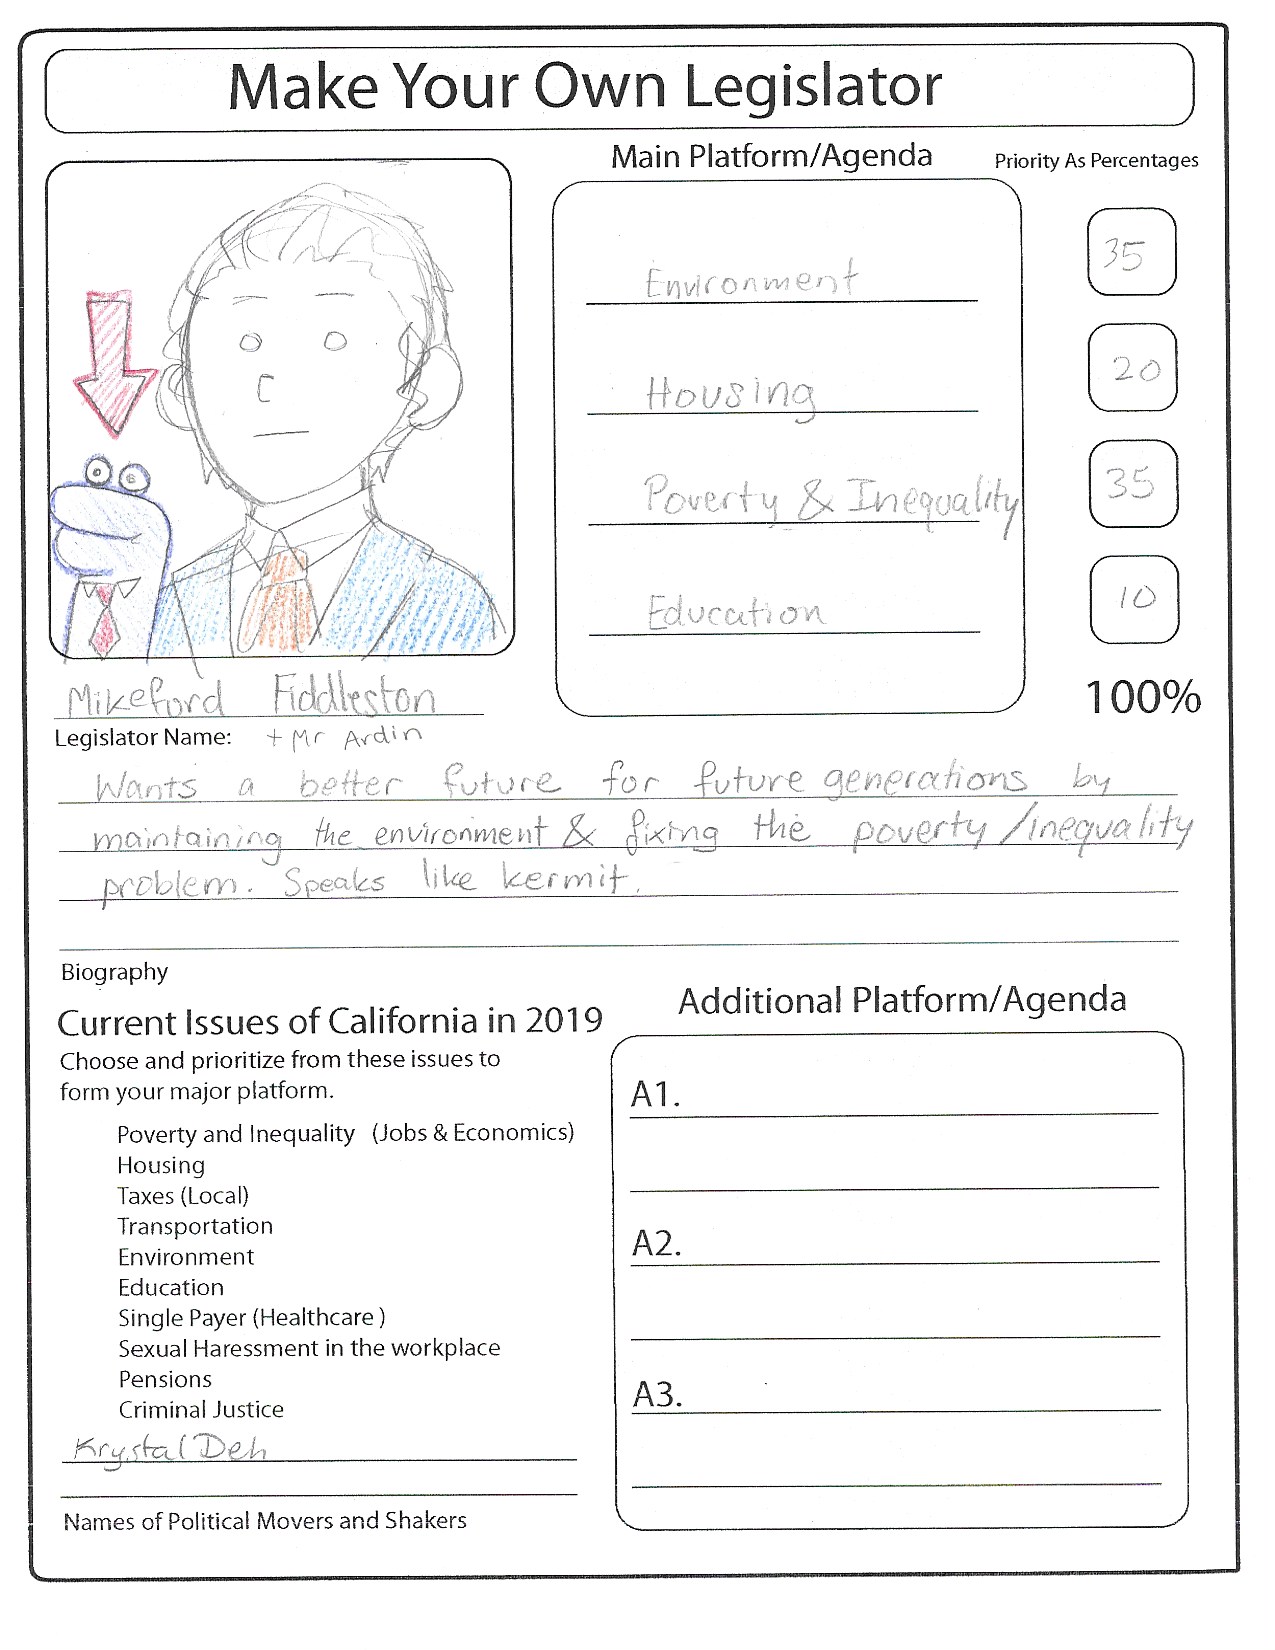 Make Your Own Legislator
Main Platform/Agenda
Priority As Percentages
Environment
35
Housing
20
Poverty & Inequality
35
Education
10
100%
Mikeford Fiddleston
Legislator Name: + Mr Ardin
Wants a better future for future generations by
maintaining the environment & fixing the poverty/inequality
problem. Speaks like kermit.
Biography
Current Issues of California in 2019
Choose and prioritize from these issues to
form your major platform.
Poverty and Inequality (Jobs & Economics)
Housing
Taxes (Local)
Transportation
Environment
Education
Single Payer (Healthcare )
Sexual Haressment in the workplace
Pensions
Criminal Justice
Krystal Deh
Names of Political Movers and Shakers
Additional Platform/Agenda
A1.
A2.
A3.